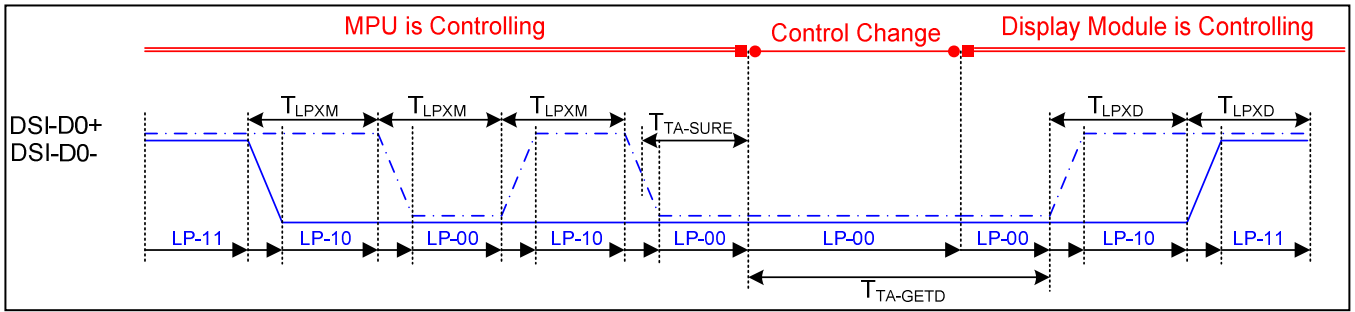 MPU is Controlling Control Change Display Module is Controlling
TLPXM TLPXM TLPXM TTA-SURE TLPXD TLPXD
DSI-D0+
DSI-D0-
LP-11 LP-10 LP-00 LP-10 LP-00 LP-00 LP-00 LP-10 LP-11
TTA-GETD